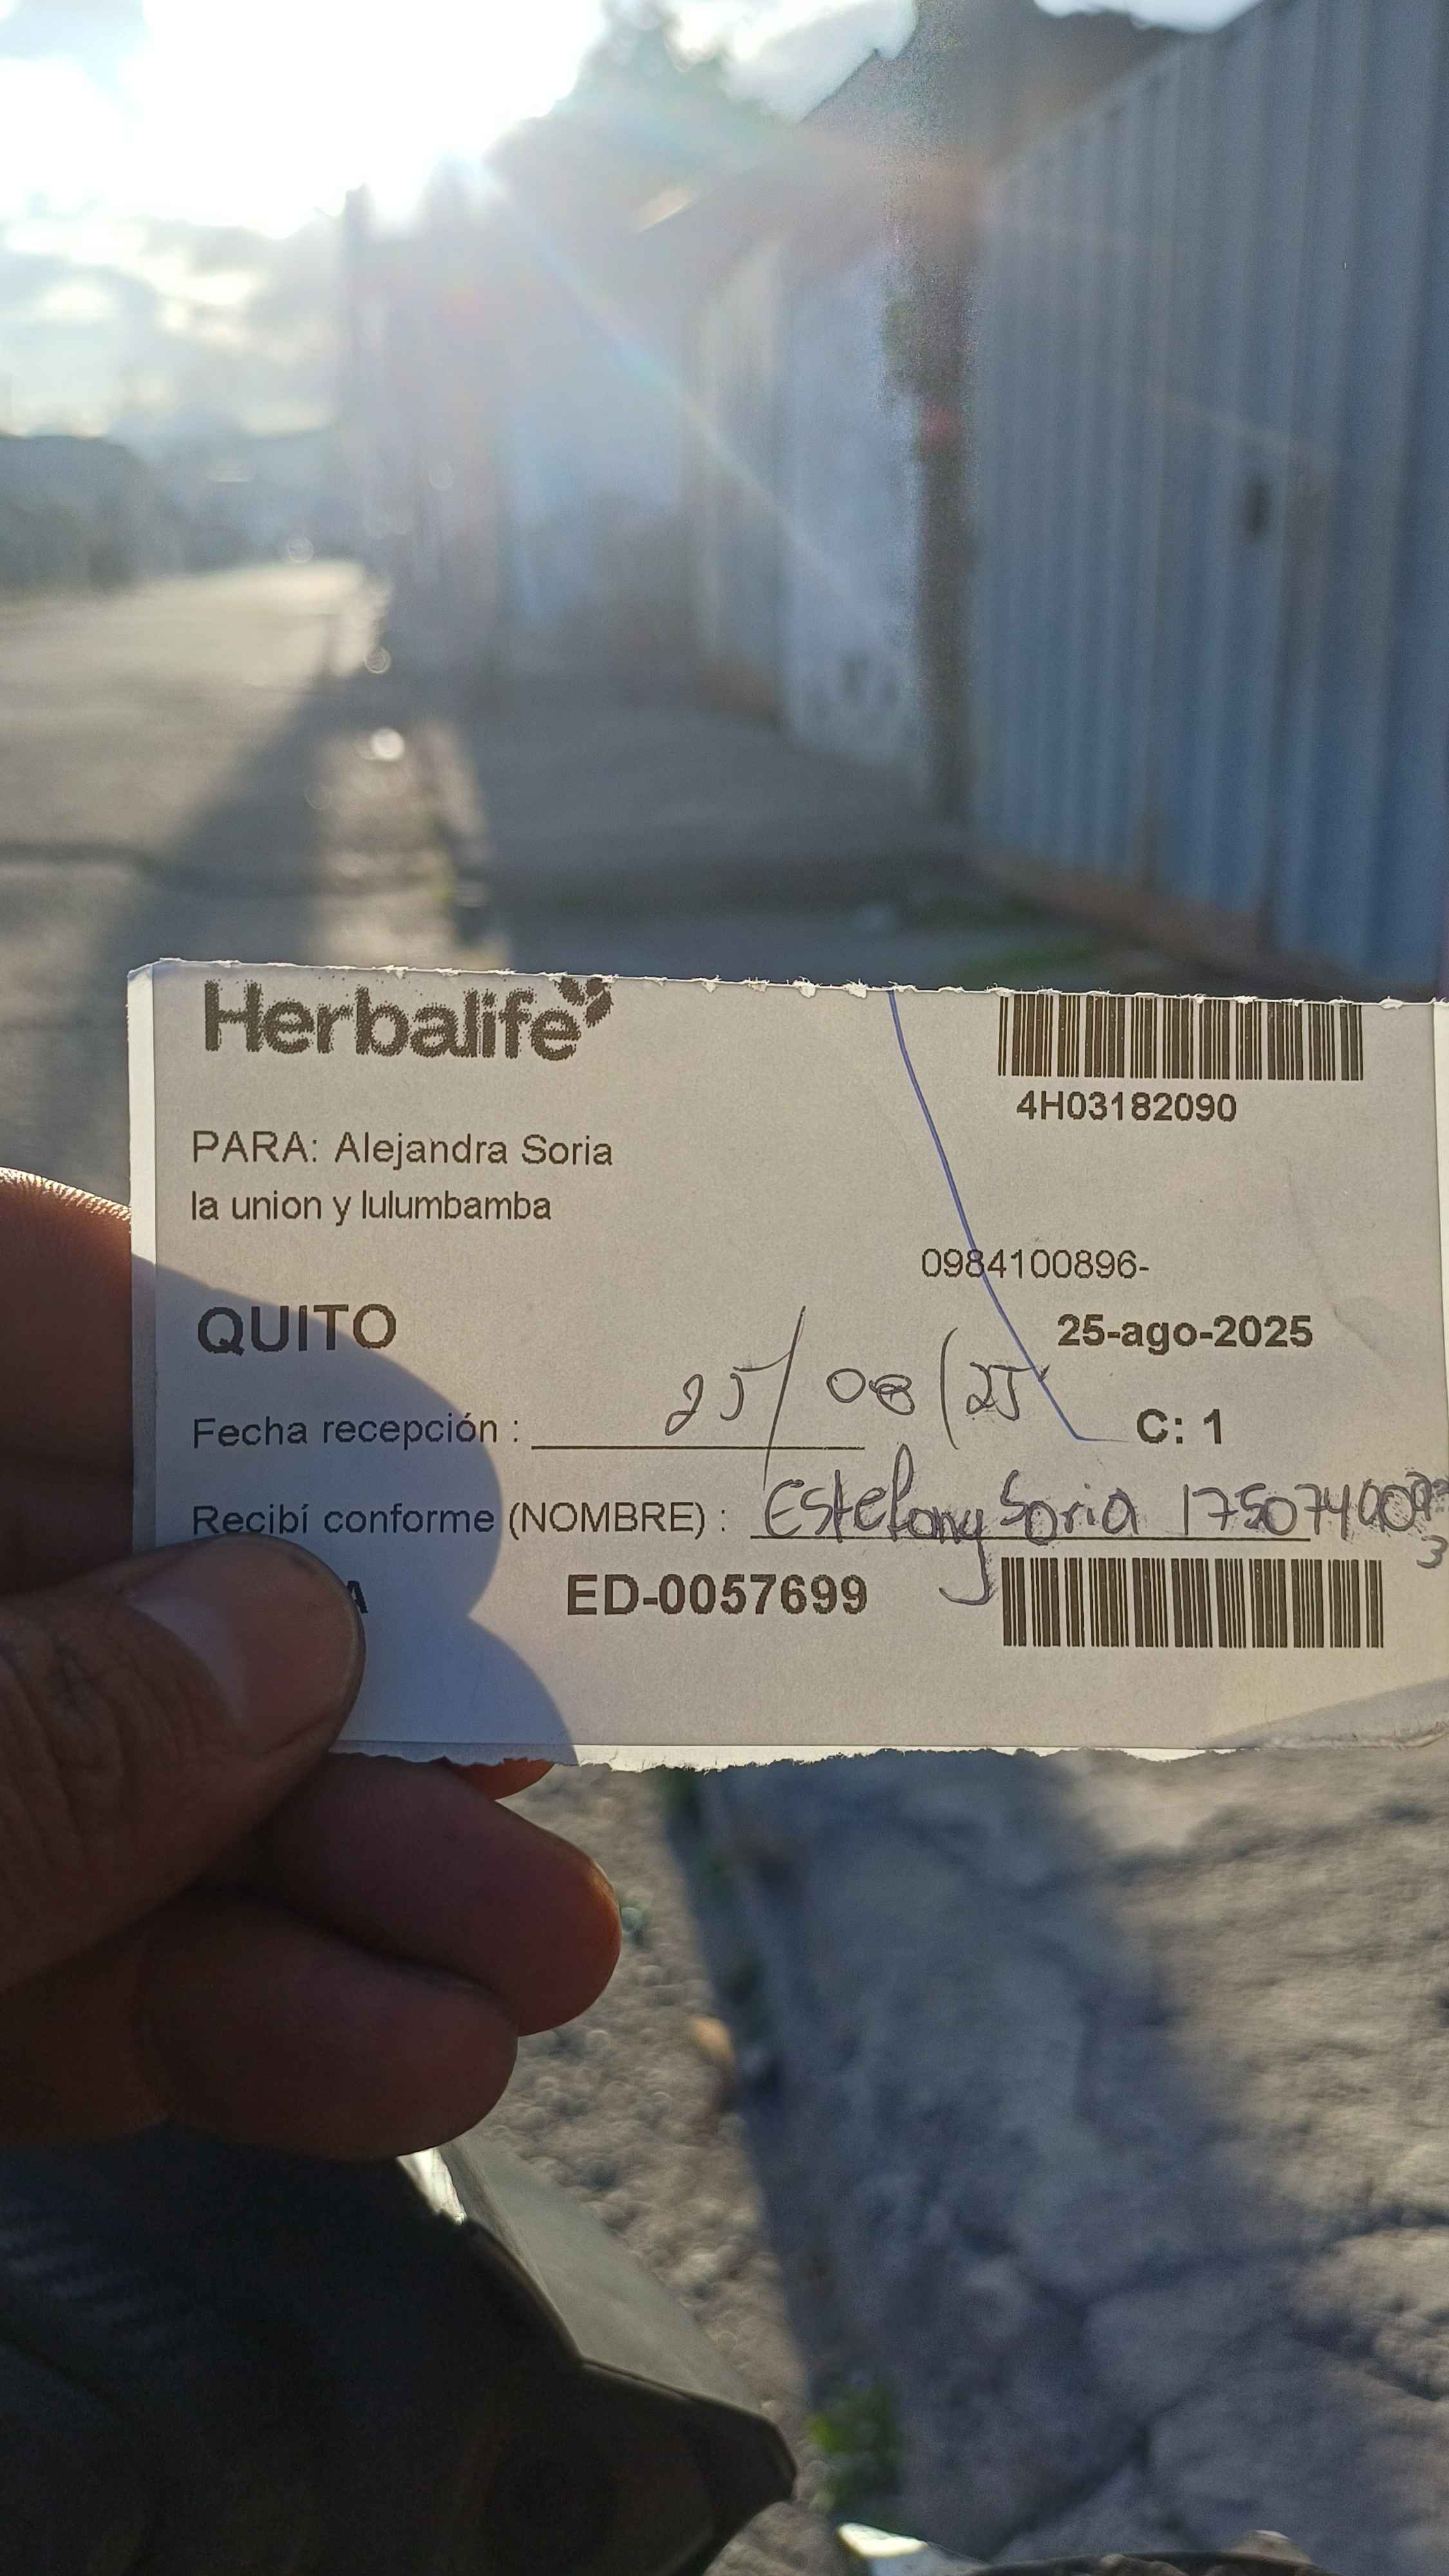 Herbalife
4H03182090
PARA: Alejandra Soria
la union y lulumbamba
0984100896-
QUITO
25-ago-2025
Fecha recepción : 25/08/25
C: 1
Recibí conforme (NOMBRE) : Estefany Soria
A ED-0057699